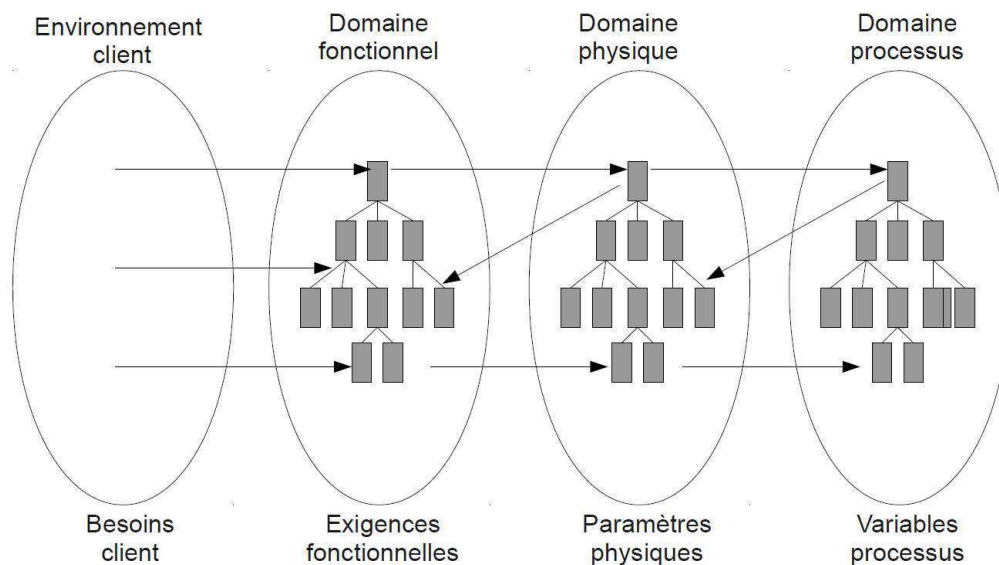 Environnement
client
Domaine
fonctionnel
Domaine
physique
Domaine
processus
Besoins
client
Exigences
fonctionnelles
Paramètres
physiques
Variables
processus